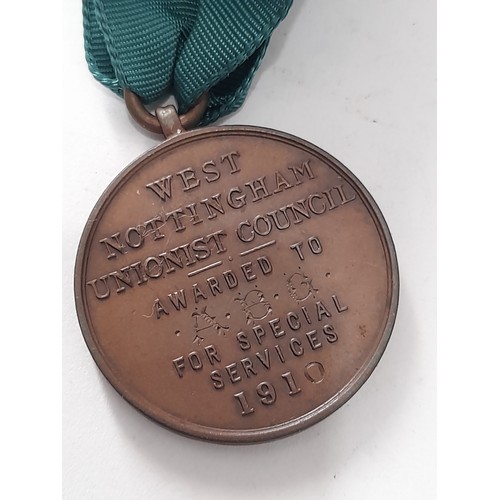 WEST
NOTTINGHAM
UNIONIST COUNCIL
AWARDED TO
FOR SPECIAL
SERVICES
1910